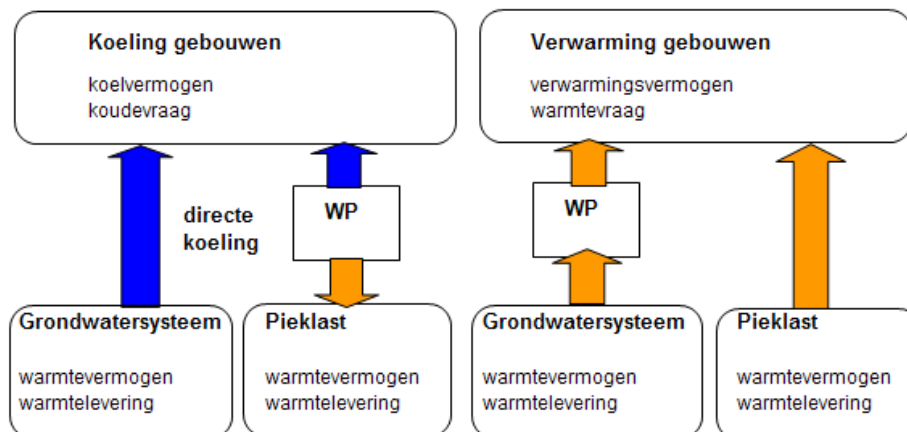 Koeling gebouwen
koelvermogen
koudevraag
Verwarming gebouwen
verwarmingsvermogen
warmtevraag
directe
koeling
WP
WP
Grondwatersysteem
warmtevermogen
warmtelevering
Pieklast
warmtevermogen
warmtelevering
Grondwatersysteem
warmtevermogen
warmtelevering
Pieklast
warmtevermogen
warmtelevering